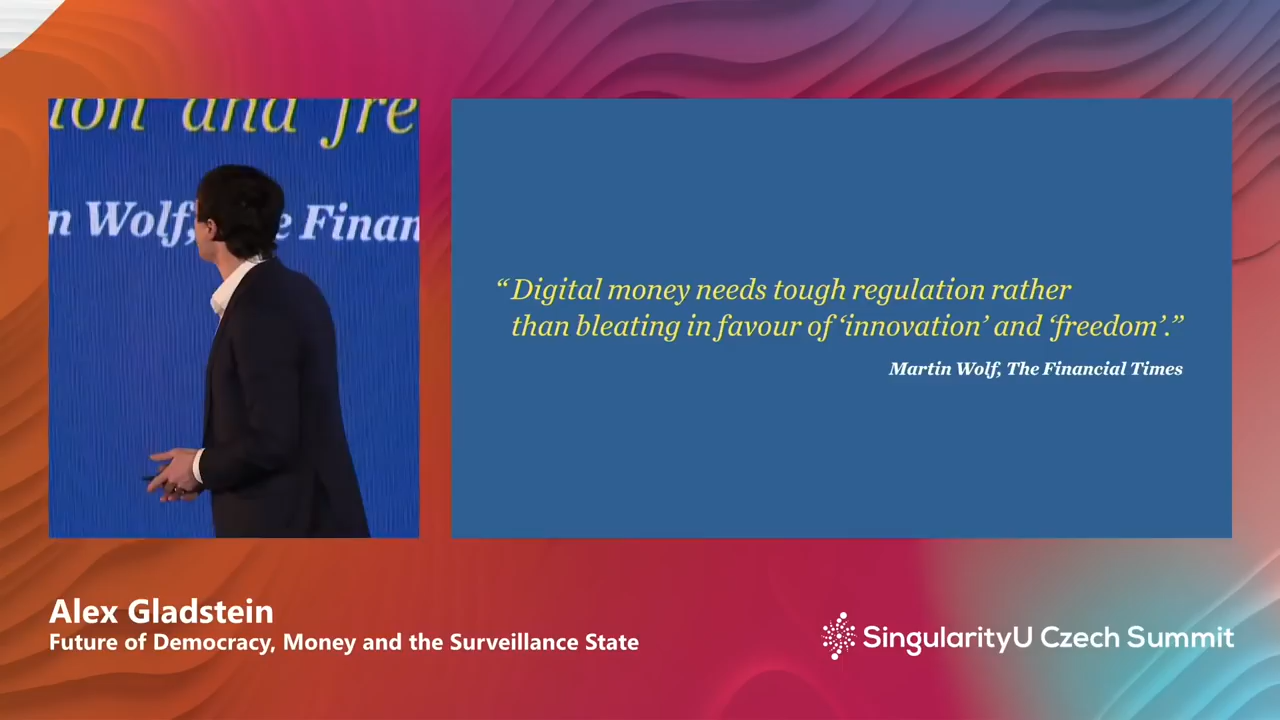 ion and fre
n Wolf, e Finan
“Digital money needs tough regulation rather
than bleating in favour of ‘innovation’ and ‘freedom’.”
Martin Wolf, The Financial Times
Alex Gladstein
Future of Democracy, Money and the Surveillance State
SingularityU Czech Summit